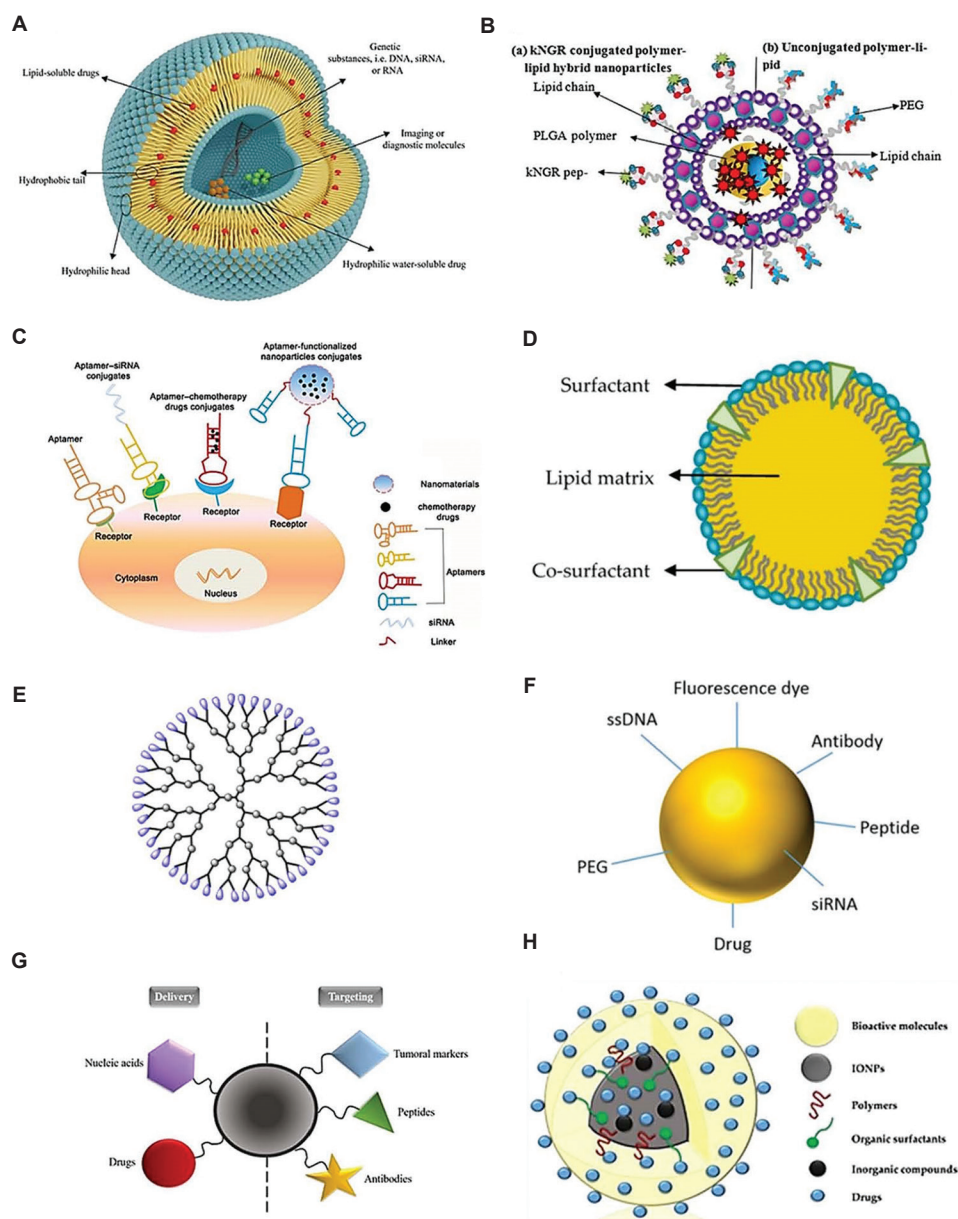 A
Genetic
substances, i.e. DNA, siRNA,
or RNA
Lipid-soluble drugs
Imaging or
diagnostic molecules
Hydrophobic tail
Hydrophilic head
Hydrophilic water-soluble drug
B
(a) kNGR conjugated polymer-
lipid hybrid nanoparticles
(b) Unconjugated polymer-li-
pid
Lipid chain
PEG
PLGA polymer
Lipid chain
kNGR pep-
C
Aptamer-functionalized
nanoparticles conjugates
Aptamer–siRNA
conjugates
Aptamer–chemotherapy
drugs conjugates
Aptamer
Receptor
Receptor
Receptor
Receptor
Cytoplasm
Nucleus
Nanomaterials
chemotherapy
drugs
Aptamers
siRNA
Linker
D
Surfactant
Lipid matrix
Co-surfactant
E
F
Fluorescence dye
ssDNA
Antibody
Peptide
PEG
siRNA
Drug
G
Delivery
Targeting
Nucleic acids
Tumoral markers
Peptides
Drugs
Antibodies
H
Bioactive molecules
IONPs
Polymers
Organic surfactants
Inorganic compounds
Drugs